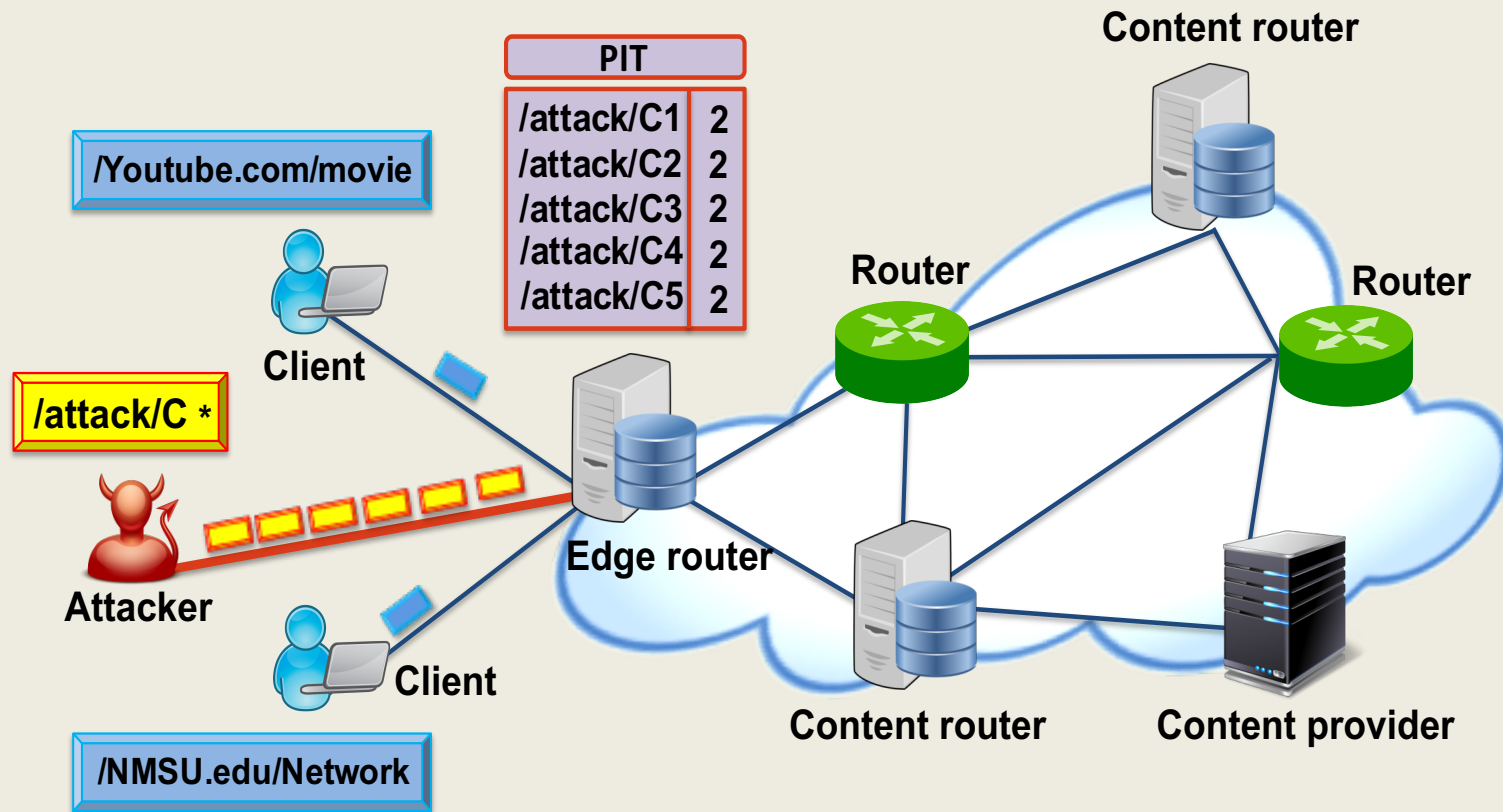 Content router
PIT
/attack/C1 2
/attack/C2 2
/attack/C3 2
/attack/C4 2
/attack/C5 2
/Youtube.com/movie
Router
Router
Client
/attack/C *
Edge router
Attacker
Client
Content router
Content provider
/NMSU.edu/Network